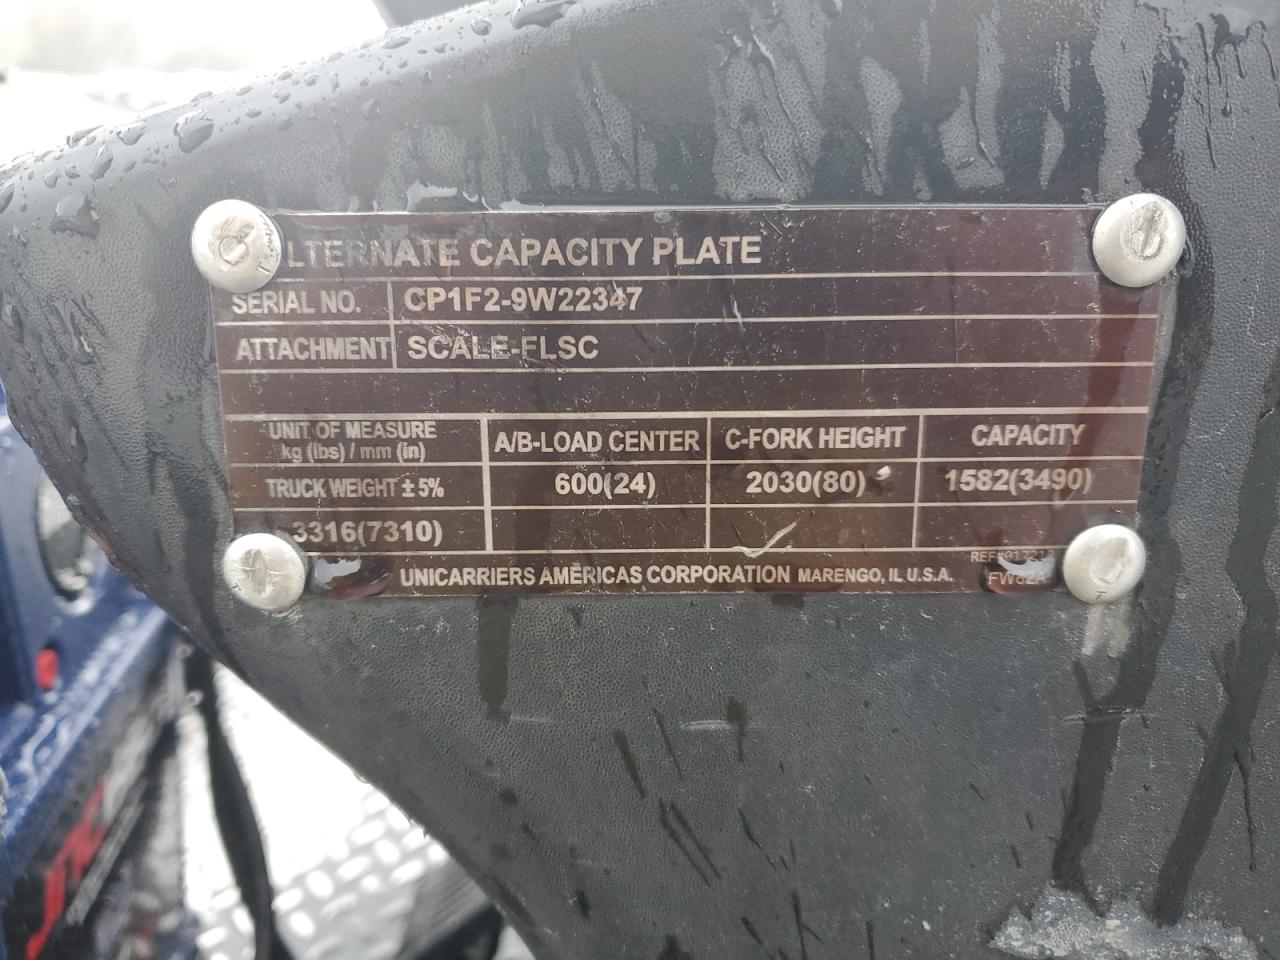 LTERNATE CAPACITY PLATE
SERIAL NO. CP1F2-9W22347
ATTACHMENT SCALE-FLSC
UNIT OF MEASURE
kg (lbs) / mm (in)
A/B-LOAD CENTER C-FORK HEIGHT CAPACITY
TRUCK WEIGHT ± 5% 600(24) 2030(80) 1582(3490)
3316(7310)
UNICARRIERS AMERICAS CORPORATION MARENGO, IL U.S.A.
FW82A